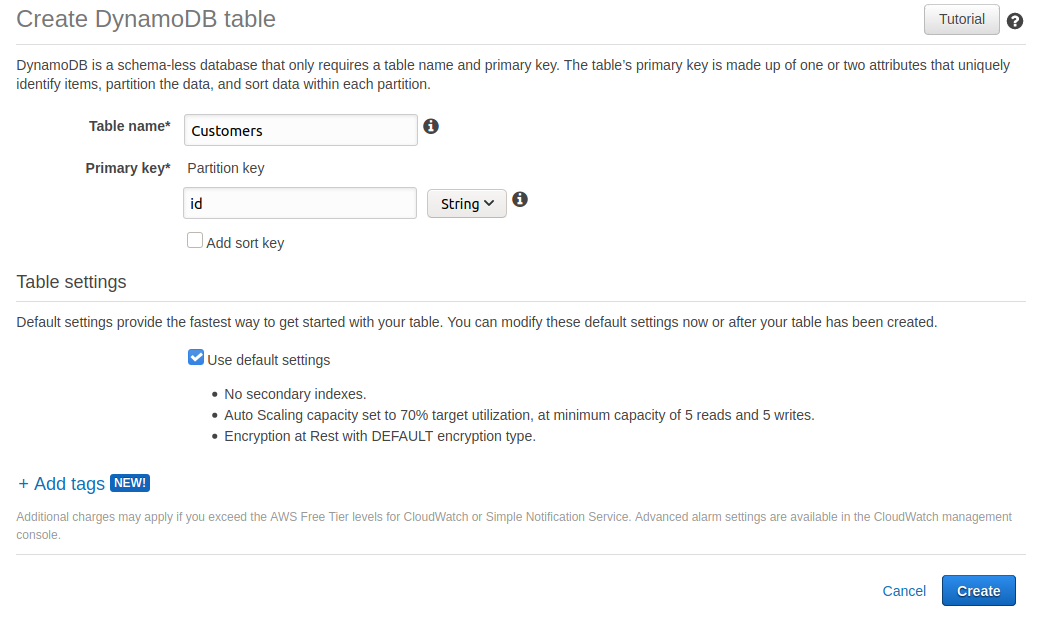 Create DynamoDB table
Tutorial
DynamoDB is a schema-less database that only requires a table name and primary key. The table's primary key is made up of one or two attributes that uniquely
identify items, partition the data, and sort data within each partition.
Table name* Customers
Primary key* Partition key
id String
Add sort key
Table settings
Default settings provide the fastest way to get started with your table. You can modify these default settings now or after your table has been created.
Use default settings
• No secondary indexes.
• Auto Scaling capacity set to 70% target utilization, at minimum capacity of 5 reads and 5 writes.
• Encryption at Rest with DEFAULT encryption type.
+ Add tags NEW!
Additional charges may apply if you exceed the AWS Free Tier levels for CloudWatch or Simple Notification Service. Advanced alarm settings are available in the CloudWatch management
console.
Cancel Create